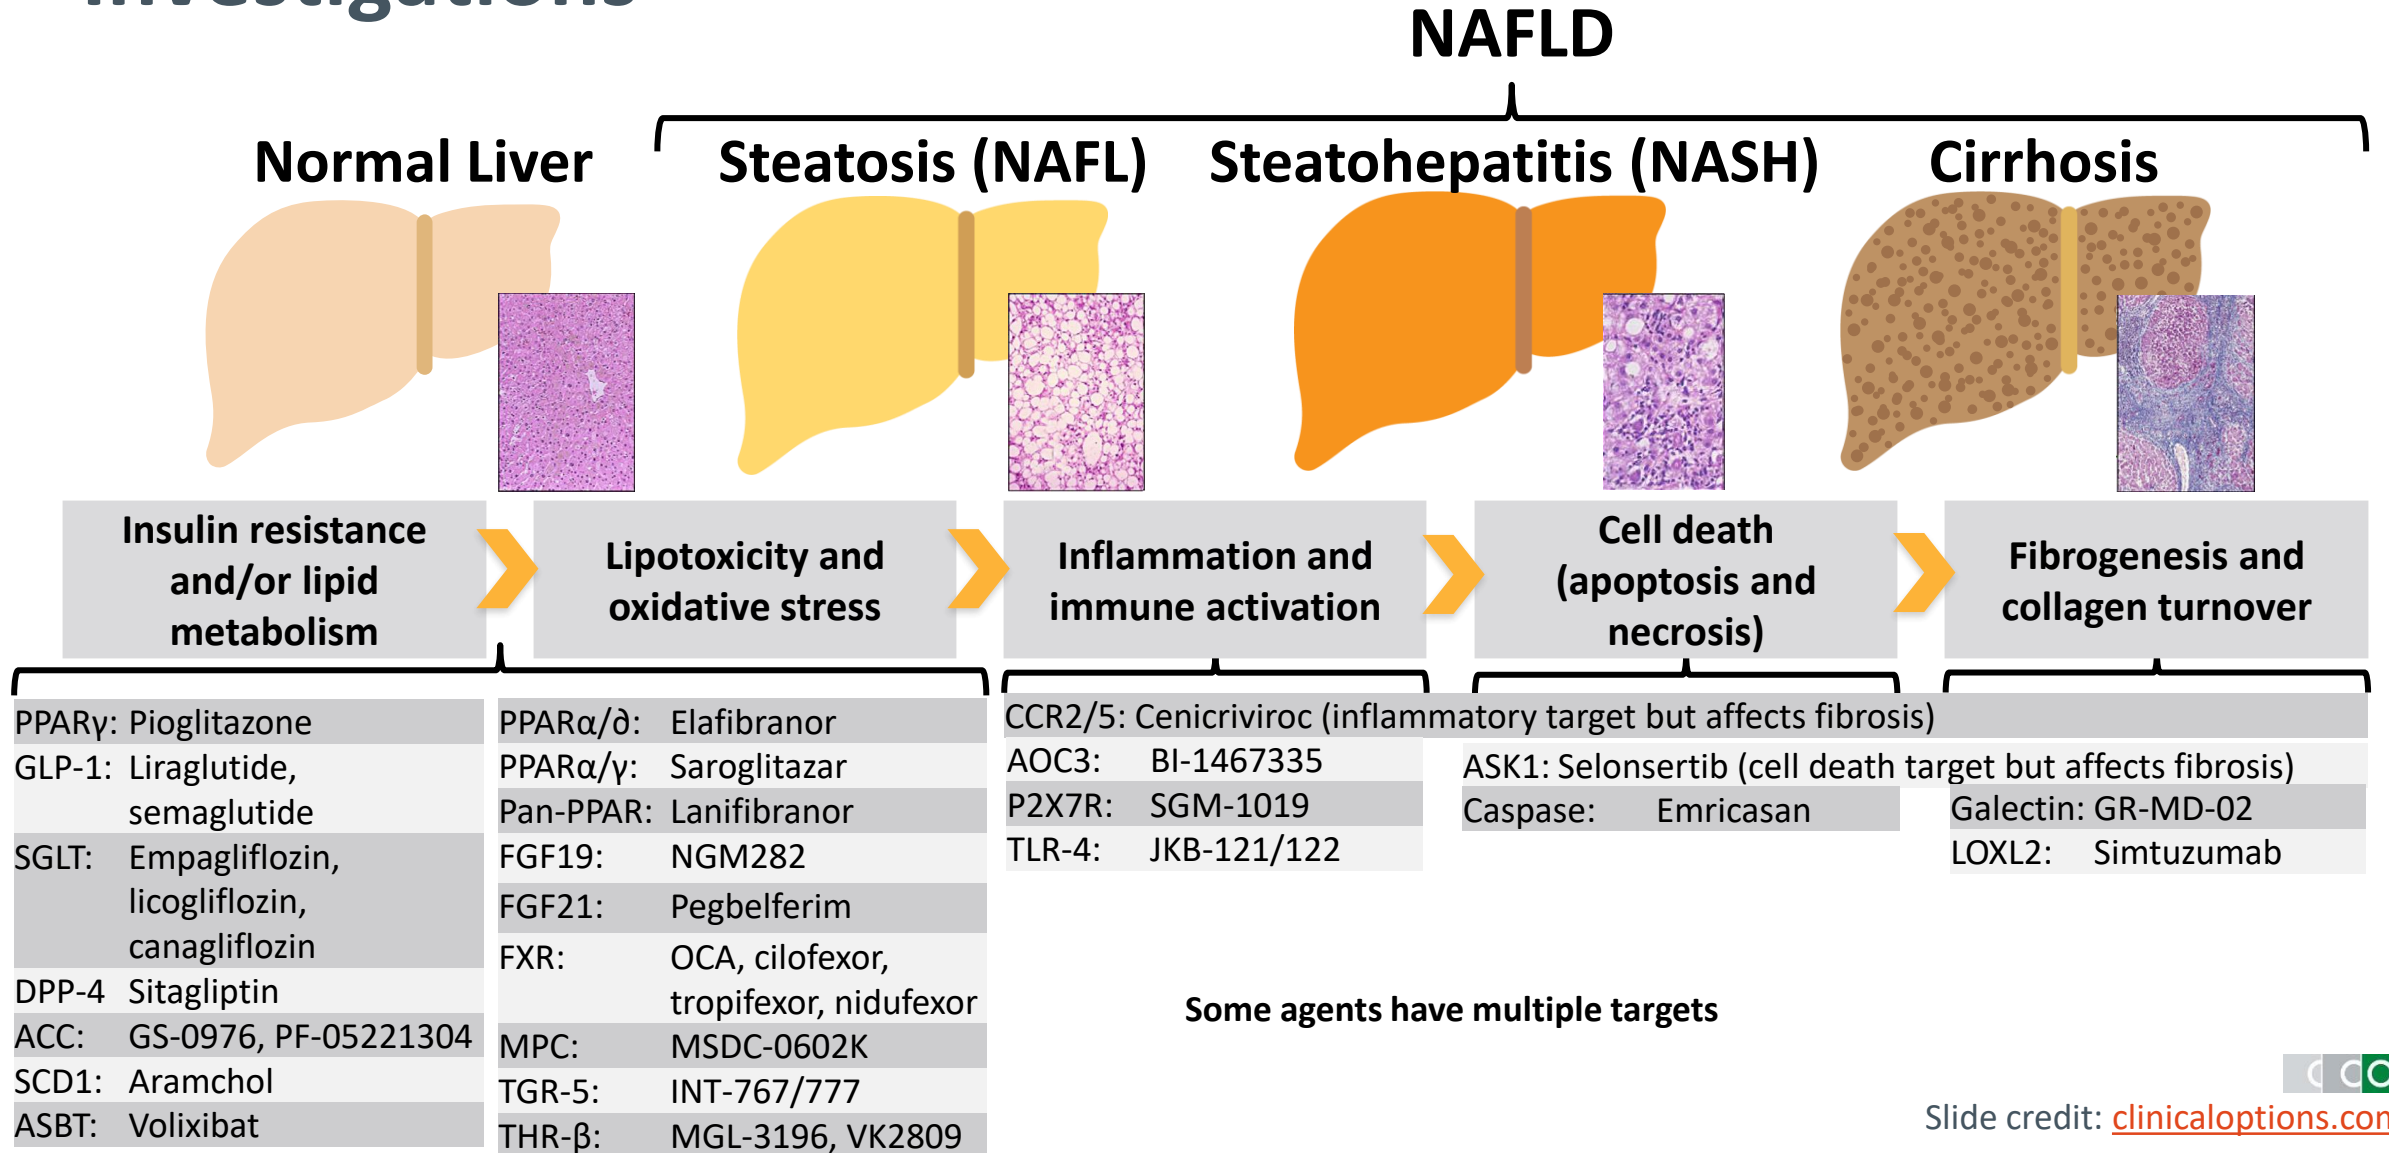 Investigations
NAFLD
Normal Liver
Steatosis (NAFL)
Steatohepatitis (NASH)
Cirrhosis
Insulin resistance
and/or lipid
metabolism
Lipotoxicity and
oxidative stress
Inflammation and
immune activation
Cell death
(apoptosis and
necrosis)
Fibrogenesis and
collagen turnover
PPARγ: Pioglitazone
GLP-1: Liraglutide,
semaglutide
SGLT: Empagliflozin,
licogliflozin,
canagliflozin
DPP-4 Sitagliptin
ACC: GS-0976, PF-05221304
SCD1: Aramchol
ASBT: Volixibat
PPARα/∂: Elafibranor
PPARα/γ: Saroglitazar
Pan-PPAR: Lanifibranor
FGF19: NGM282
FGF21: Pegbelferim
FXR: OCA, cilofexor,
tropifexor, nidufexor
MPC: MSDC-0602K
TGR-5: INT-767/777
THR-β: MGL-3196, VK2809
CCR2/5: Cenicriviroc (inflammatory target but affects fibrosis)
AOC3: BI-1467335
P2X7R: SGM-1019
TLR-4: JKB-121/122
ASK1: Selonsertib (cell death target but affects fibrosis)
Caspase: Emricasan
Galectin: GR-MD-02
LOXL2: Simtuzumab
Some agents have multiple targets
Slide credit: clinicaloptions.com